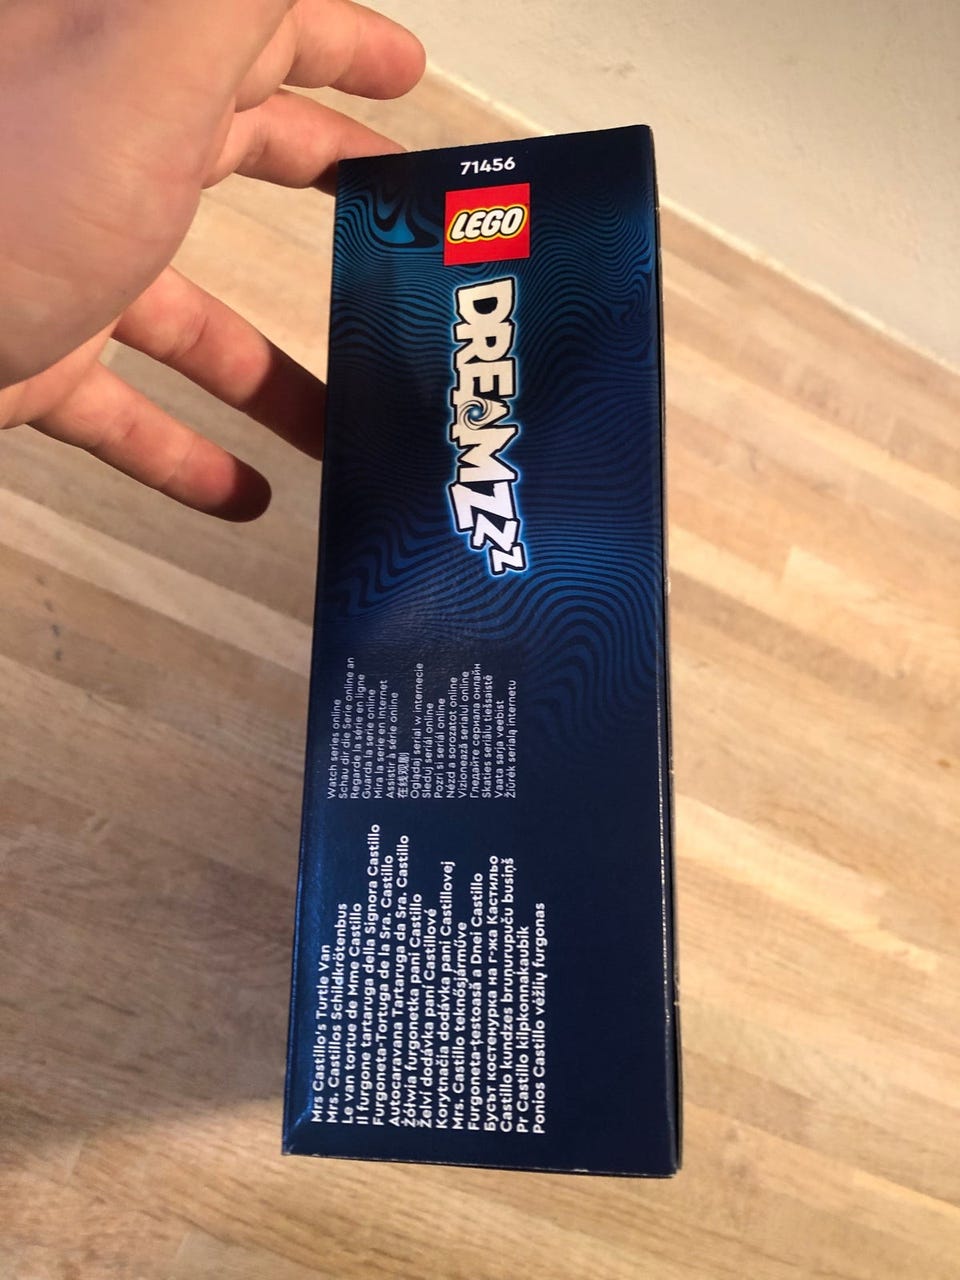 71456
LEGO
DREAMZzz
Watch series online
Schau dir die Serie online an
Regarde la série en ligne
Guarda la serie online
Mira la serie en internet
Assistir à série online
在线观剧
Oglądaj serial w internecie
Sleduj seriál online
Pozri si seriál online
Nézd a sorozatot online
Vizionează serialul online
Гледайте сериала онлайн
Skaties seriālu tiešsaistē
Vaata sarja veebist
Žiūrėk serialą internetu
Mrs Castillo's Turtle Van
Mrs. Castillos Schildkrötenbus
Le van tortue de Mme Castillo
Il furgone tartaruga della Signora Castillo
Furgoneta-Tortuga de la Sra. Castillo
Autocaravana Tartaruga da Sra. Castillo
Żółwia furgonetka pani Castillo
Želví dodávka paní Castillové
Korytnačia dodávka pani Castillovej
Mrs. Castillo teknősjárműve
Furgoneta-țestoasă a Dnei Castillo
Бусът костенурка на г-жа Кастильо
Castillo kundzes bruņurupuču busiņš
Pr Castillo kilpkonnakaubik
Ponios Castillo vėžlių furgonas